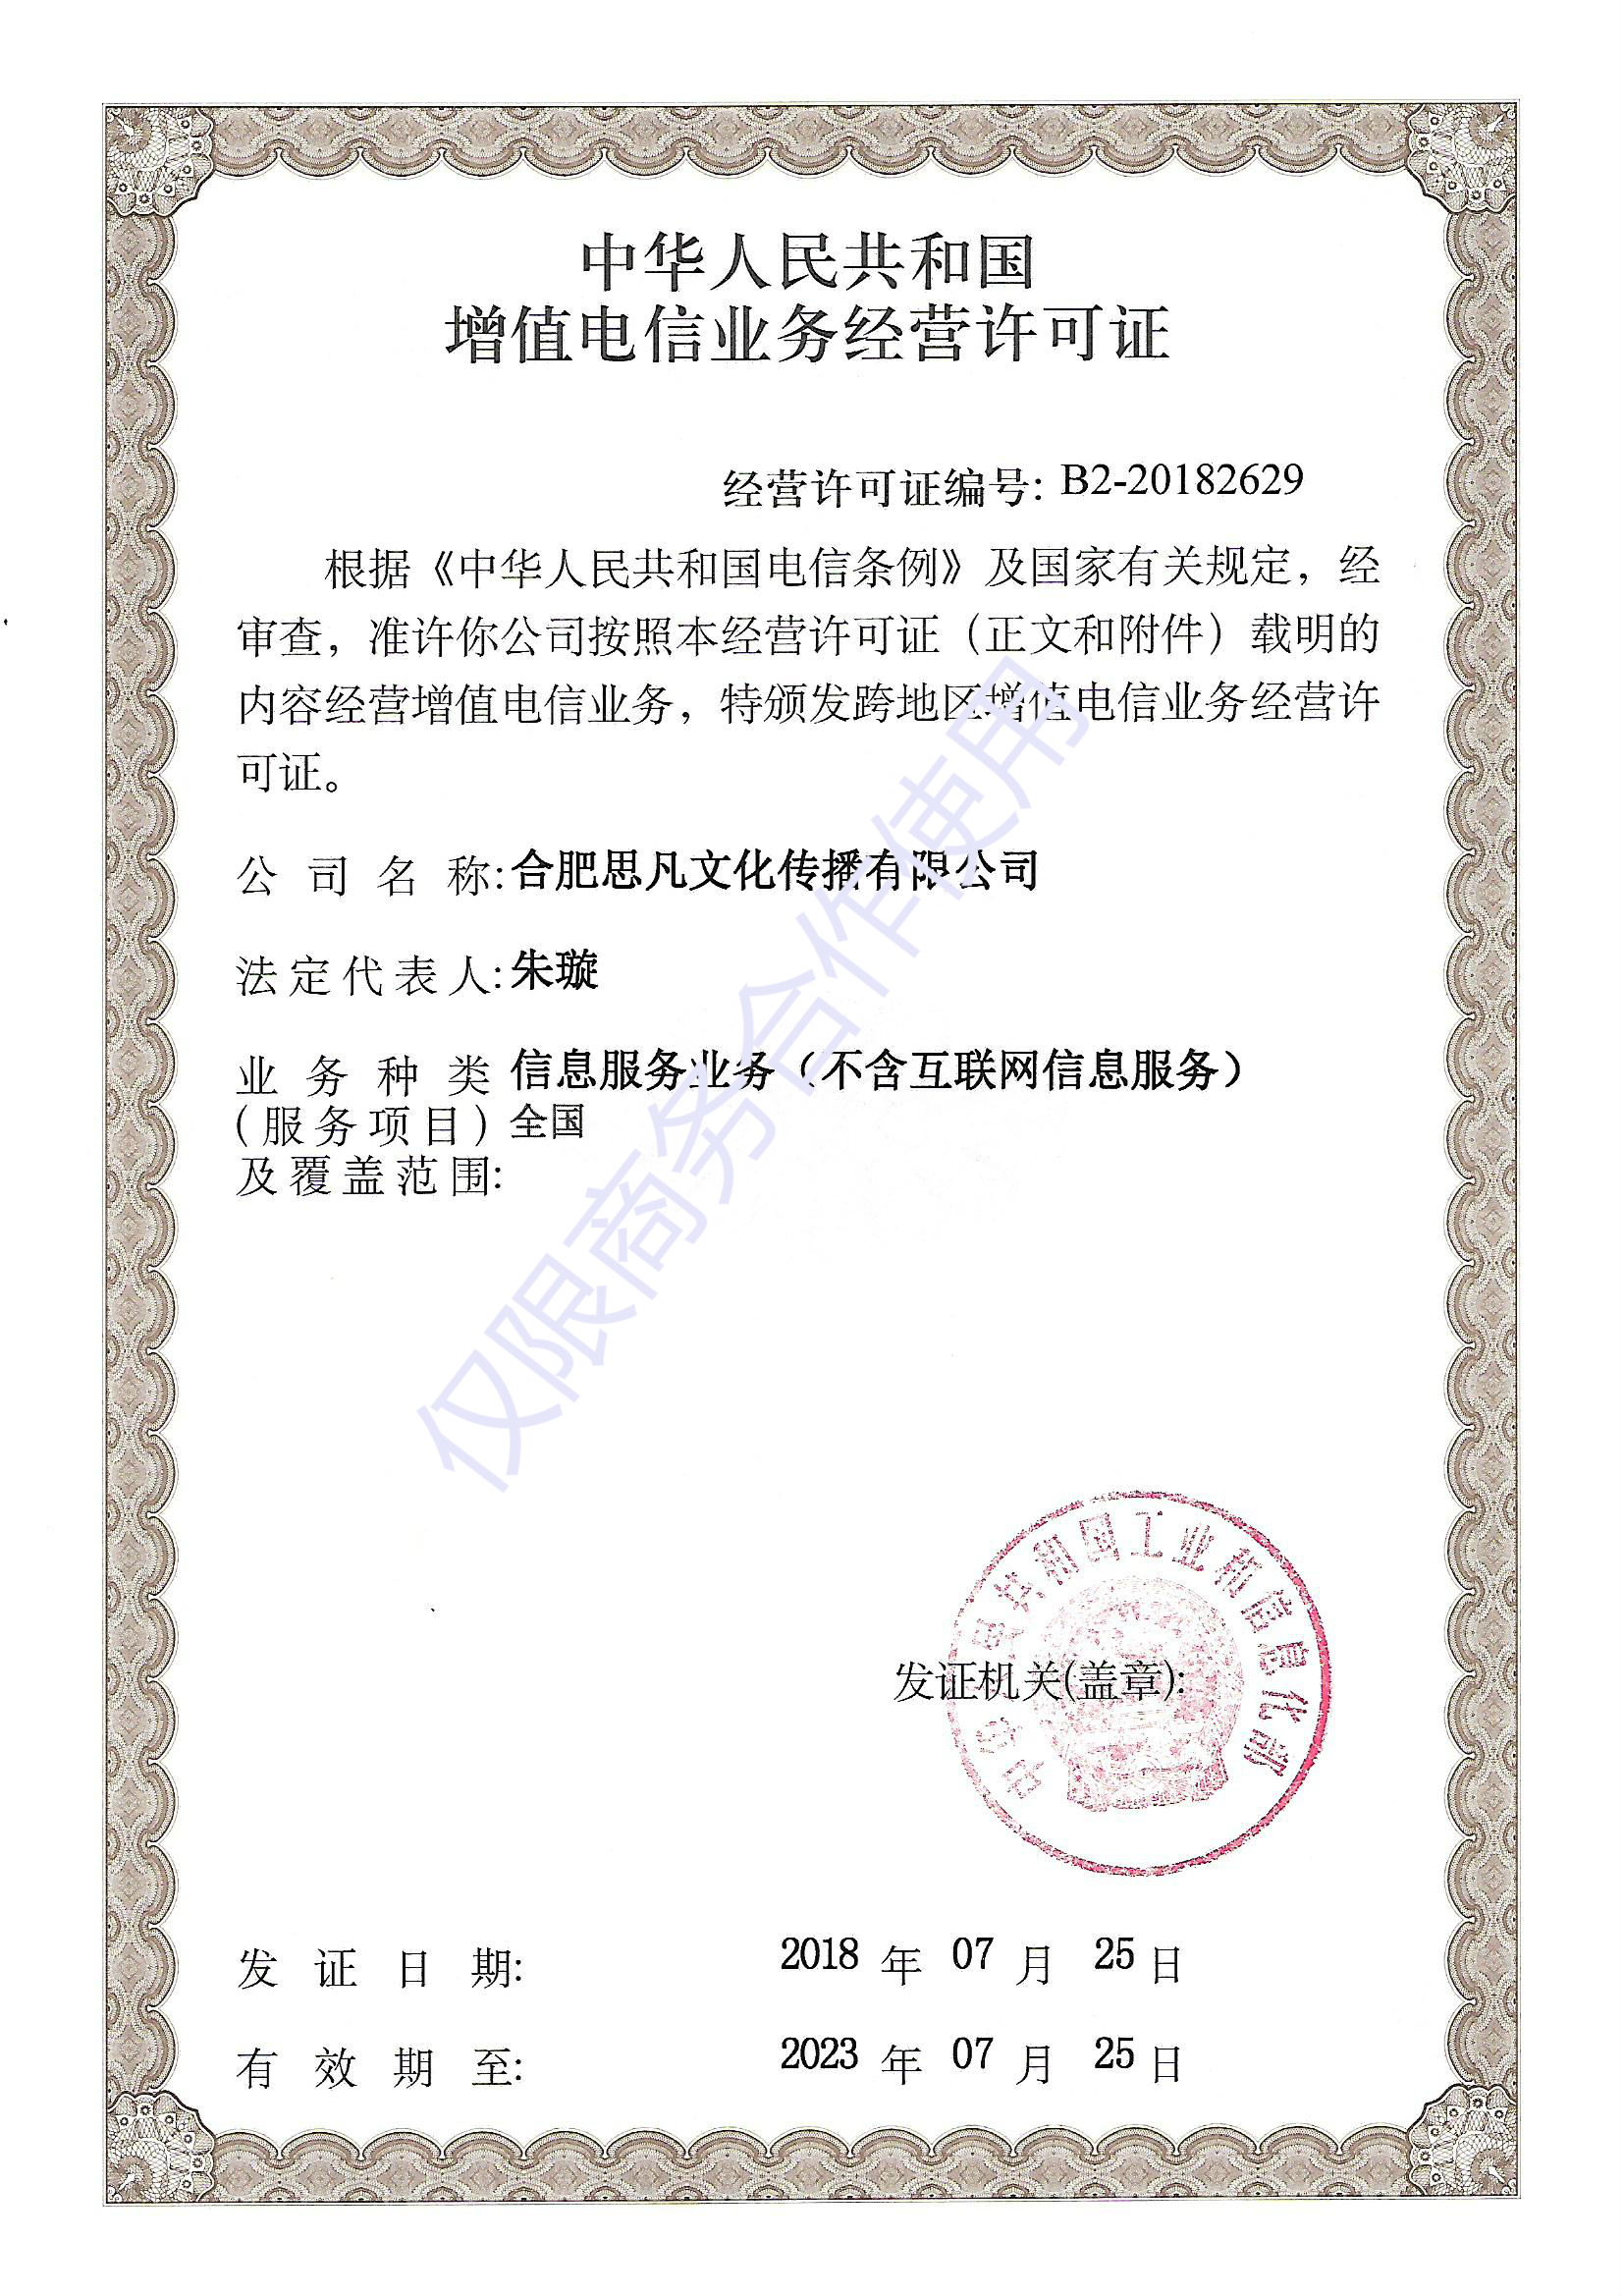 中华人民共和国
增值电信业务经营许可证
经营许可证编号: B2-20182629
根据《中华人民共和国电信条例》及国家有关规定，经
审查，准许你公司按照本经营许可证（正文和附件）载明的
内容经营增值电信业务，特颁发跨地区增值电信业务经营许
可证。
公司名称:合肥思凡文化传播有限公司
法定代表人:朱璇
业务种类 信息服务业务（不含互联网信息服务）
(服务项目) 全国
及覆盖范围:
仅限商务合作使用
中华人民共和国工业和信息化部
发证机关(盖章):
发证日期: 2018 年 07 月 25 日
有效期至: 2023 年 07 月 25 日